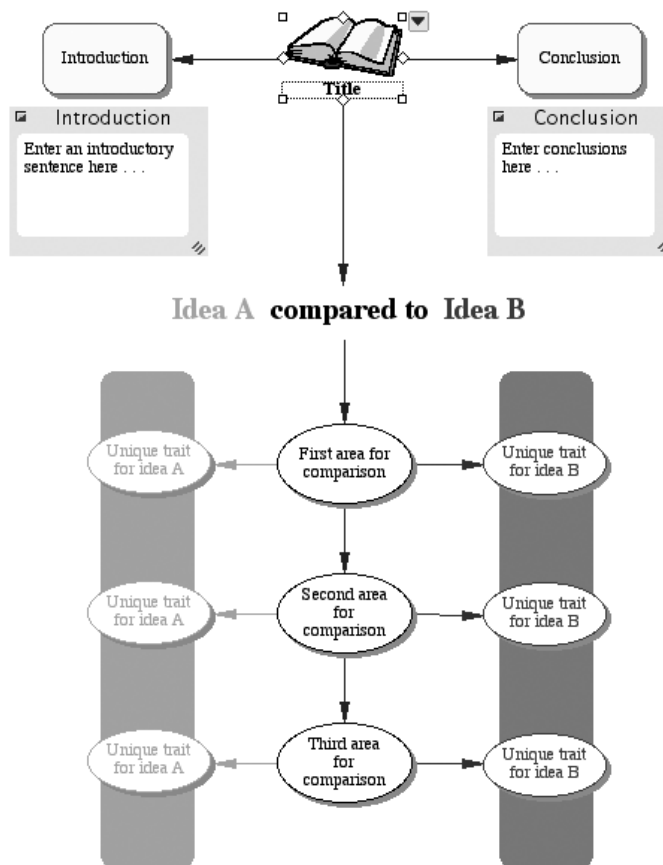 Introduction
Conclusion
Title
Introduction
Enter an introductory
sentence here . . .
Conclusion
Enter conclusions
here . . .
Idea A compared to Idea B
Unique trait
for idea A
First area for
comparison
Unique trait
for idea B
Unique trait
for idea A
Second area
for
comparison
Unique trait
for idea B
Unique trait
for idea A
Third area
for
comparison
Unique trait
for idea B